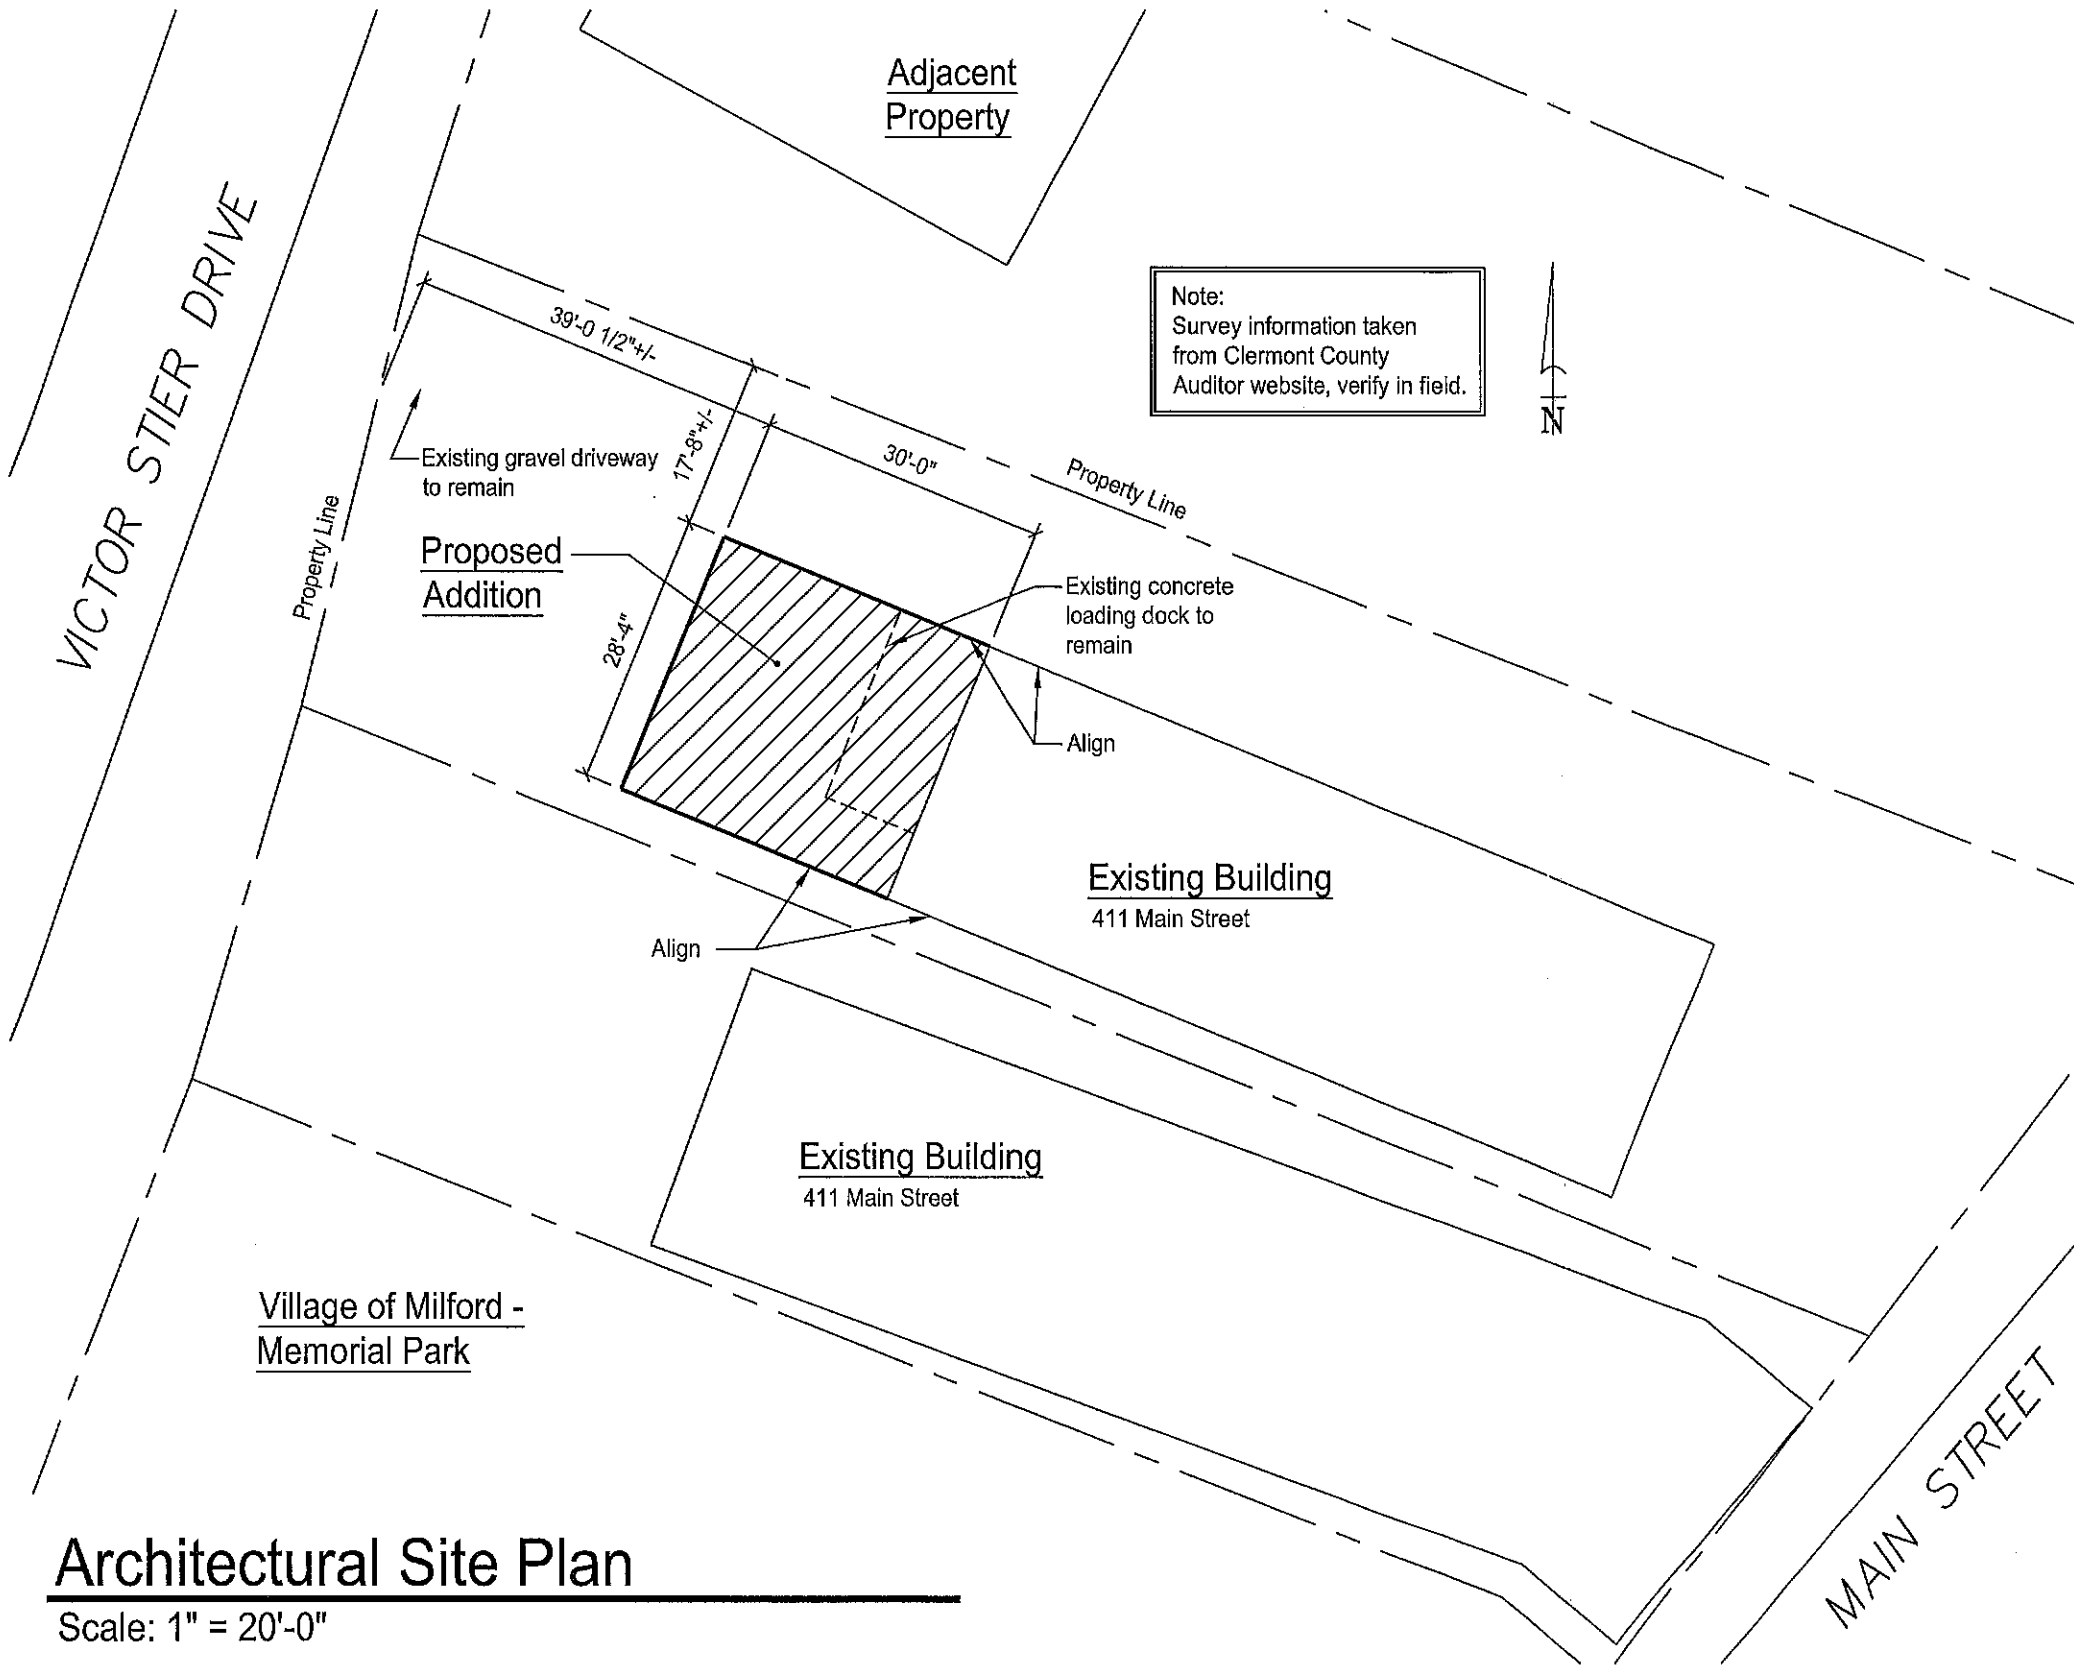 Adjacent
Property
VICTOR STIER DRIVE
Note:
Survey information taken
from Clermont County
Auditor website, verify in field.
N
39'-0 1/2"+/-
17'-8"+/-
30'-0"
Property Line
Existing gravel driveway
to remain
Property Line
Proposed
Addition
28'-4"
Existing concrete
loading dock to
remain
Align
Existing Building
411 Main Street
Align
Existing Building
411 Main Street
Village of Milford -
Memorial Park
MAIN STREET
Architectural Site Plan
Scale: 1" = 20'-0"